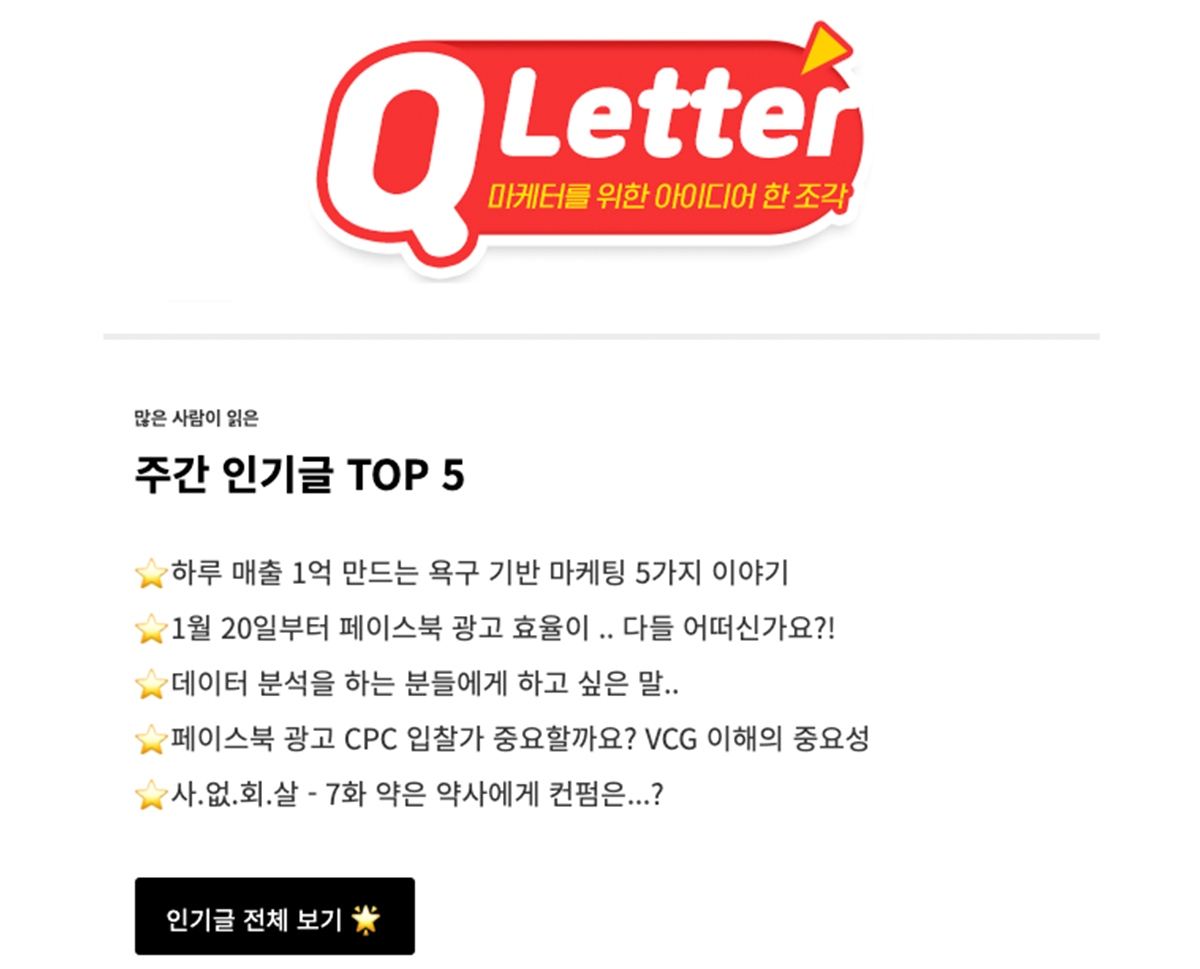 Q Letter
마케터를 위한 아이디어 한 조각
많은 사람이 읽은
주간 인기글 TOP 5
⭐하루 매출 1억 만드는 욕구 기반 마케팅 5가지 이야기
⭐1월 20일부터 페이스북 광고 효율이 .. 다들 어떠신가요?!
⭐데이터 분석을 하는 분들에게 하고 싶은 말..
⭐페이스북 광고 CPC 입찰가 중요할까요? VCG 이해의 중요성
⭐사.없.회.살 - 7화 약은 약사에게 컨펌은...?
인기글 전체 보기 🌟